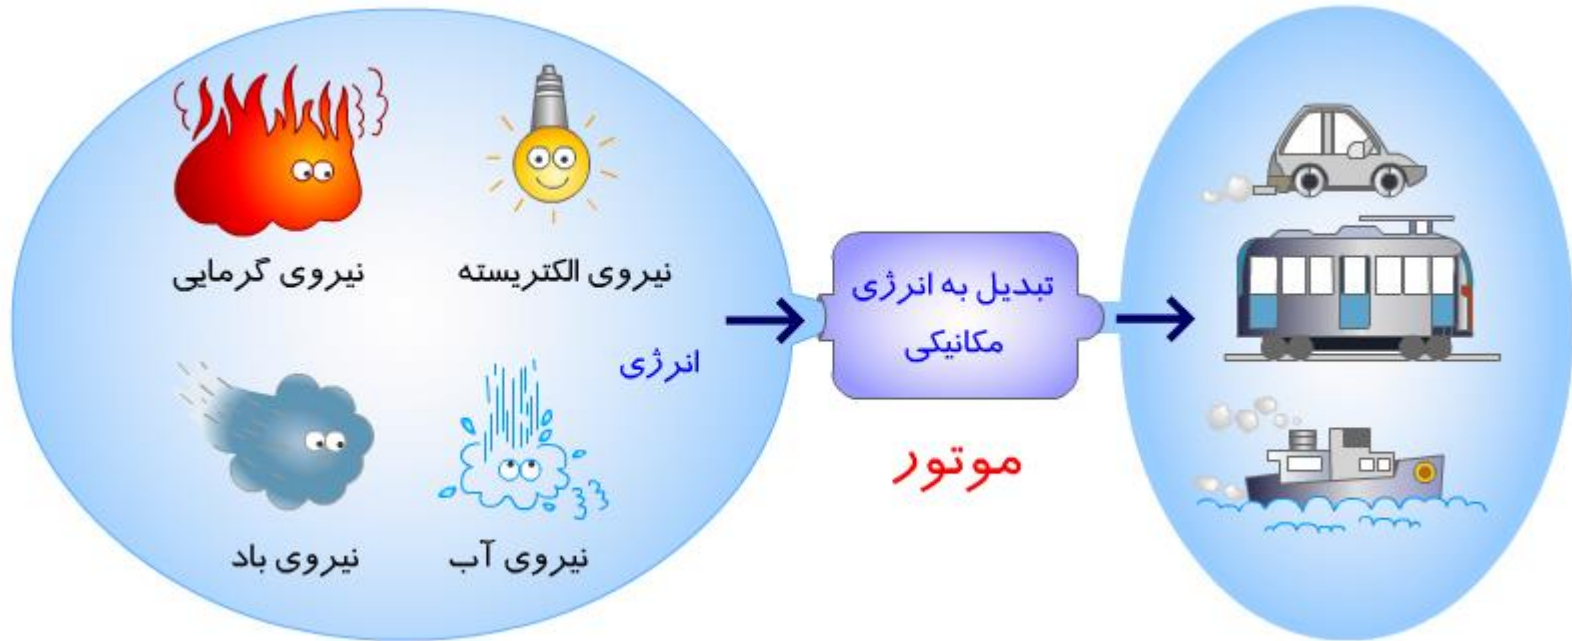 نیروی گرمایی
نیروی الکتریسته
تبدیل به انرژی
مکانیکی
انرژی
موتور
نیروی باد
نیروی آب